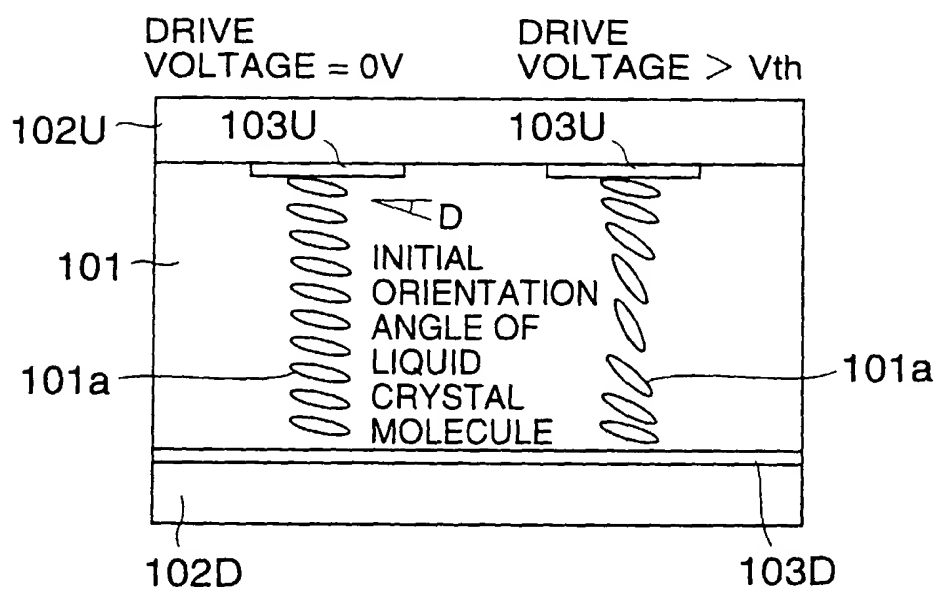 DRIVE
VOLTAGE = 0V
DRIVE
VOLTAGE > Vth
102U
103U
103U
D
101
INITIAL
ORIENTATION
ANGLE OF
LIQUID
CRYSTAL
MOLECULE
101a
101a
102D
103D